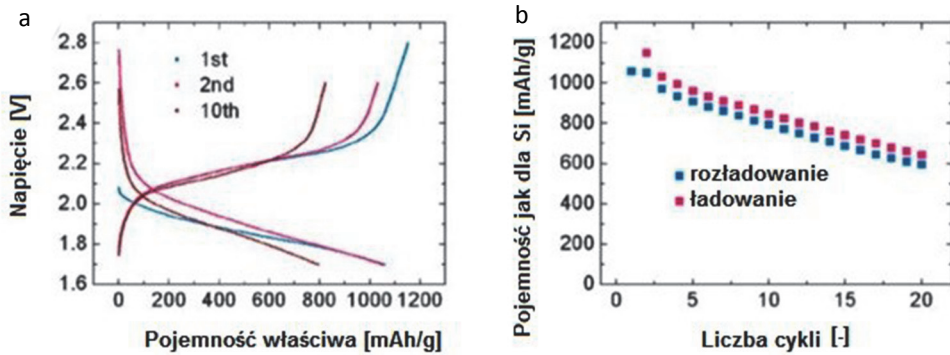 a
2.8
2.6
2.4
2.2
2.0
1.8
1.6
Napięcie [V]
1st
2nd
10th
0 200 400 600 800 1000 1200
Pojemność właściwa [mAh/g]
b
1200
1000
800
600
400
200
0
Pojemność jak dla Si [mAh/g]
rozładowanie
ładowanie
0 5 10 15 20
Liczba cykli [-]